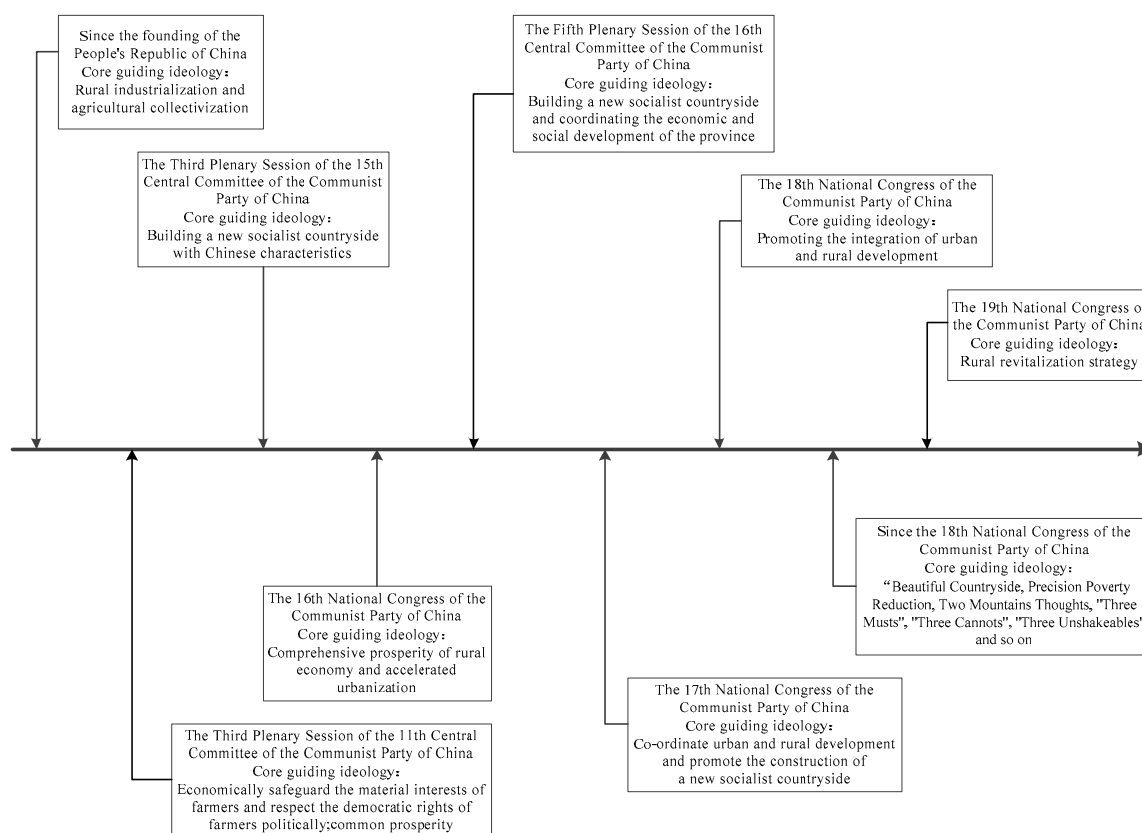 Since the founding of the
People's Republic of China
Core guiding ideology:
Rural industrialization and
agricultural collectivization
The Fifth Plenary Session of the 16th
Central Committee of the Communist
Party of China
Core guiding ideology:
Building a new socialist countryside
and coordinating the economic and
social development of the province
The Third Plenary Session of the 15th
Central Committee of the Communist
Party of China
Core guiding ideology:
Building a new socialist countryside
with Chinese characteristics
The 18th National Congress of the
Communist Party of China
Core guiding ideology:
Promoting the integration of urban
and rural development
The 19th National Congress o
the Communist Party of China
Core guiding ideology:
Rural revitalization strategy
Since the 18th National Congress of the
Communist Party of China
Core guiding ideology:
“Beautiful Countryside, Precision Poverty
Reduction, Two Mountains Thoughts, "Three
Musts", "Three Cannots", "Three Unshakeables"
and so on
The 16th National Congress of the
Communist Party of China
Core guiding ideology:
Comprehensive prosperity of rural
economy and accelerated
urbanization
The 17th National Congress of the
Communist Party of China
Core guiding ideology:
Co-ordinate urban and rural development
and promote the construction of
a new socialist countryside
The Third Plenary Session of the 11th Central
Committee of the Communist Party of China
Core guiding ideology:
Economically safeguard the material interests of
farmers and respect the democratic rights of
farmers politically;common prosperity